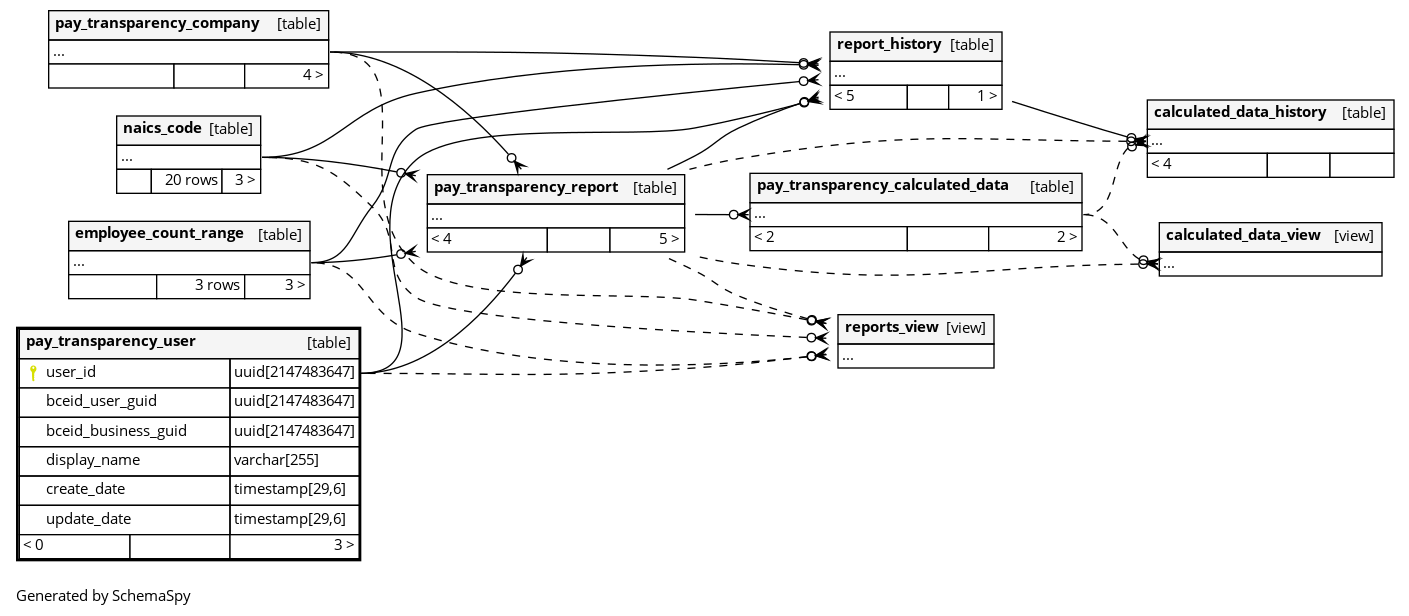 pay_transparency_company [table]
...
4 >
naics_code [table]
...
20 rows 3 >
employee_count_range [table]
...
3 rows 3 >
pay_transparency_user [table]
user_id uuid[2147483647]
bceid_user_guid uuid[2147483647]
bceid_business_guid uuid[2147483647]
display_name varchar[255]
create_date timestamp[29,6]
update_date timestamp[29,6]
< 0 3 >
pay_transparency_report [table]
...
< 4 5 >
report_history [table]
...
< 5 1 >
pay_transparency_calculated_data [table]
...
< 2 2 >
reports_view [view]
...
calculated_data_history [table]
...
< 4
calculated_data_view [view]
...
Generated by SchemaSpy